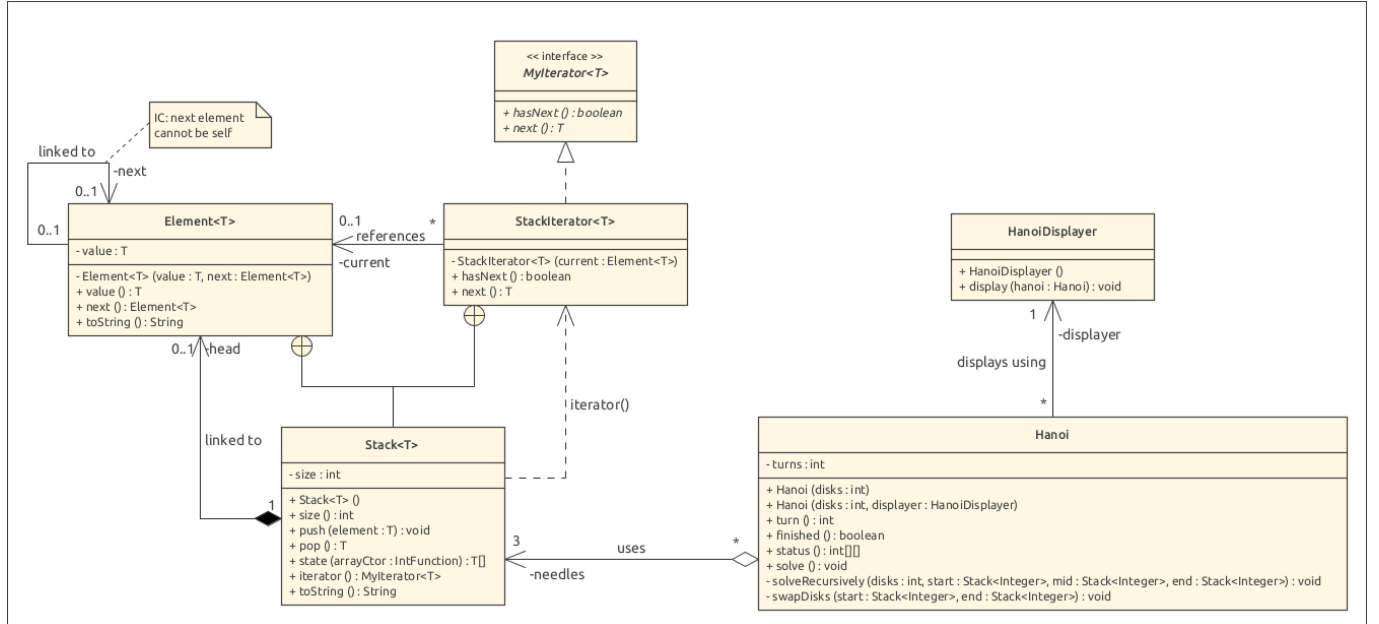 << interface >>
MyIterator<T>
+ hasNext () : boolean
+ next () : T
IC: next element
cannot be self
linked to
-next
0..1
0..1
Element<T>
- value : T
- Element<T> (value : T, next : Element<T>)
+ value () : T
+ next () : Element<T>
+ toString () : String
0..1
*
references
-current
StackIterator<T>
- StackIterator<T> (current : Element<T>)
+ hasNext () : boolean
+ next () : T
HanoiDisplayer
+ HanoiDisplayer ()
+ display (hanoi : Hanoi) : void
1
-displayer
displays using
*
0..1
-head
linked to
1
iterator()
Stack<T>
- size : int
+ Stack<T> ()
+ size () : int
+ push (element : T) : void
+ pop () : T
+ state (arrayCtor : IntFunction) : T[]
+ iterator () : MyIterator<T>
+ toString () : String
3
uses
*
-needles
Hanoi
- turns : int
+ Hanoi (disks : int)
+ Hanoi (disks : int, displayer : HanoiDisplayer)
+ turn () : int
+ finished () : boolean
+ status () : int[][]
+ solve () : void
- solveRecursively (disks : int, start : Stack<Integer>, mid : Stack<Integer>, end : Stack<Integer>) : void
- swapDisks (start : Stack<Integer>, end : Stack<Integer>) : void